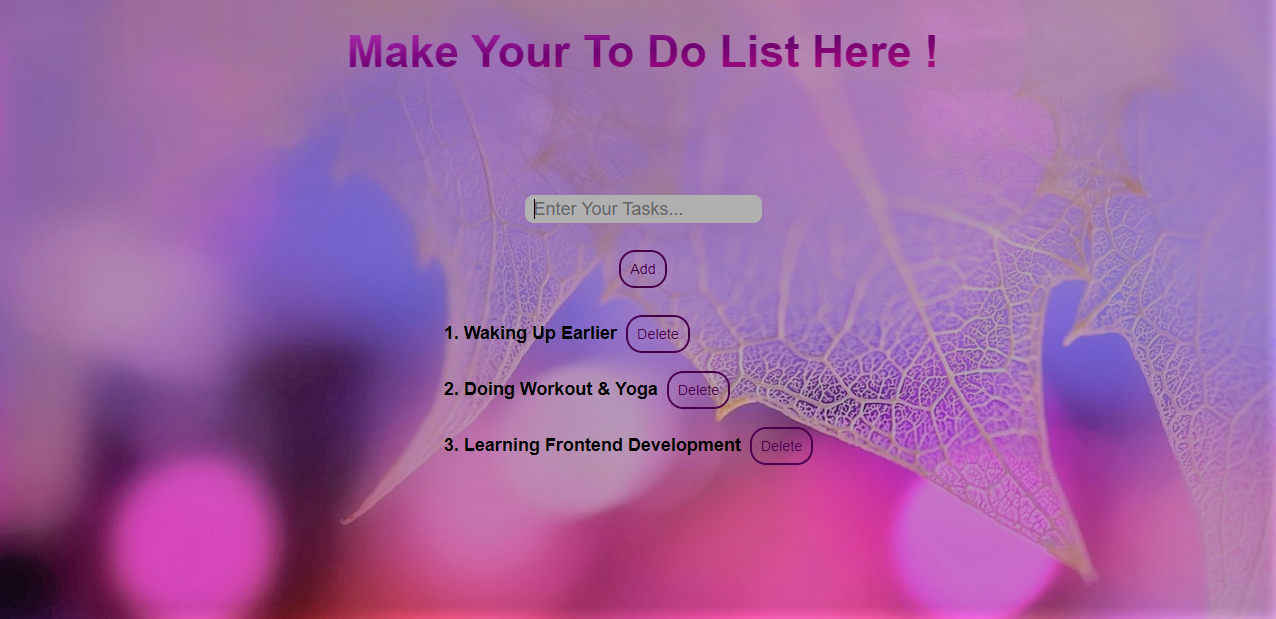 Make Your To Do List Here !
Enter Your Tasks...
Add
1. Waking Up Earlier Delete
2. Doing Workout & Yoga Delete
3. Learning Frontend Development Delete